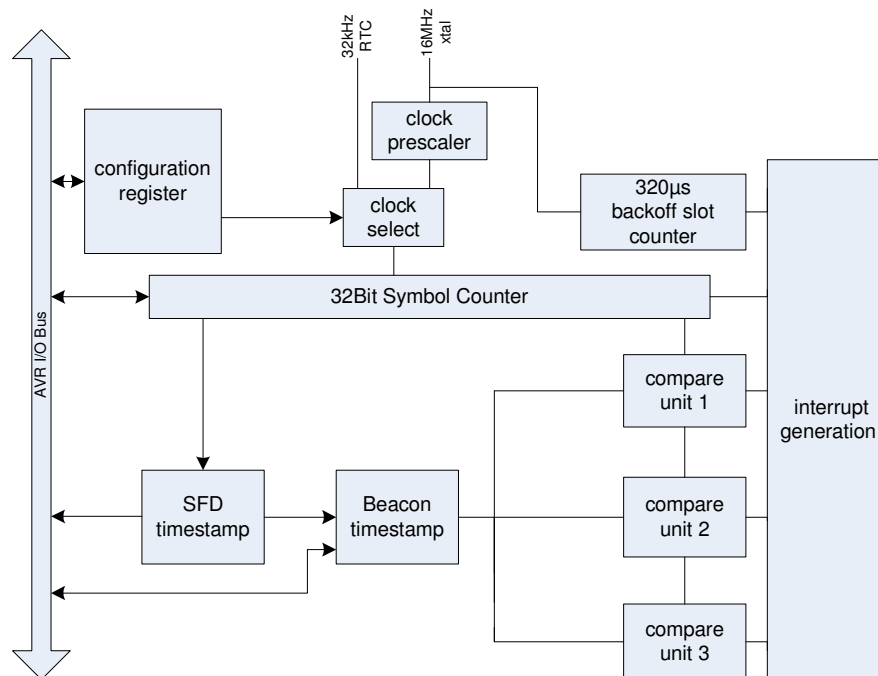 32kHz
RTC
16MHz
xtal
clock
prescaler
configuration
register
320µs
backoff slot
counter
clock
select
32Bit Symbol Counter
AVR I/O Bus
compare
unit 1
interrupt
generation
SFD
timestamp
Beacon
timestamp
compare
unit 2
compare
unit 3